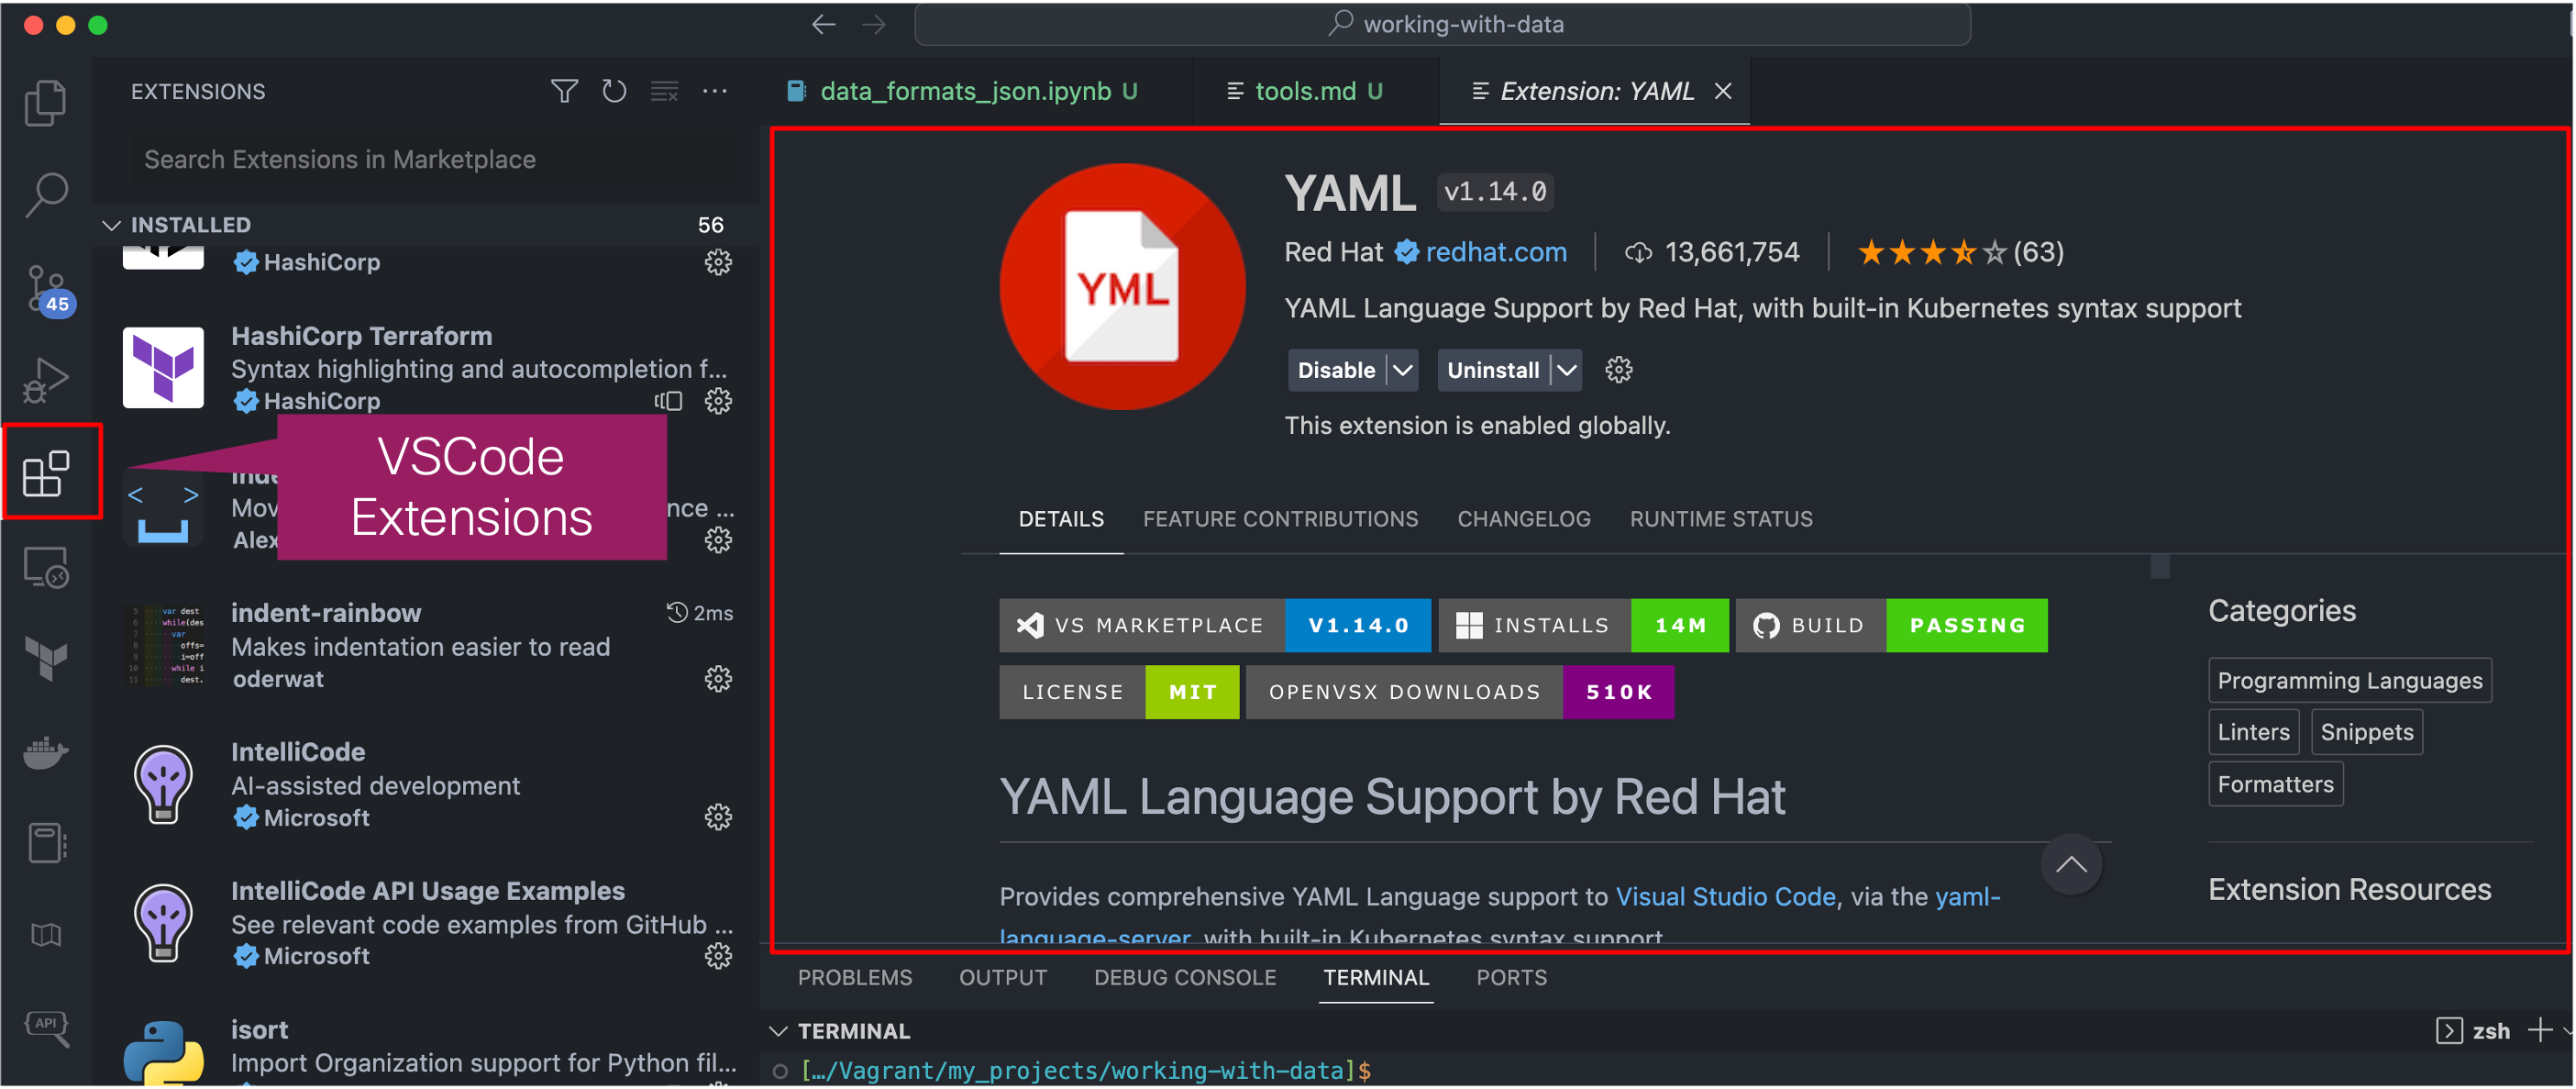 working-with-data
EXTENSIONS
Search Extensions in Marketplace
INSTALLED 56
HashiCorp
HashiCorp Terraform
Syntax highlighting and autocompletion f...
HashiCorp
VSCode
Extensions
Mov
nce ...
Alex
indent-rainbow 2ms
Makes indentation easier to read
oderwat
IntelliCode
AI-assisted development
Microsoft
IntelliCode API Usage Examples
See relevant code examples from GitHub ...
Microsoft
isort
Import Organization support for Python fil...
45
API
data_formats_json.ipynb U
tools.md U
Extension: YAML
YML
YAML v1.14.0
Red Hat redhat.com 13,661,754 (63)
YAML Language Support by Red Hat, with built-in Kubernetes syntax support
Disable Uninstall
This extension is enabled globally.
DETAILS FEATURE CONTRIBUTIONS CHANGELOG RUNTIME STATUS
VS MARKETPLACE V1.14.0 INSTALLS 14M BUILD PASSING
LICENSE MIT OPENVSX DOWNLOADS 510K
YAML Language Support by Red Hat
Provides comprehensive YAML Language support to Visual Studio Code, via the yaml-
language-server, with built-in Kubernetes syntax support
Categories
Programming Languages
Linters Snippets
Formatters
Extension Resources
PROBLEMS OUTPUT DEBUG CONSOLE TERMINAL PORTS
TERMINAL zsh
[…/Vagrant/my_projects/working-with-data]$